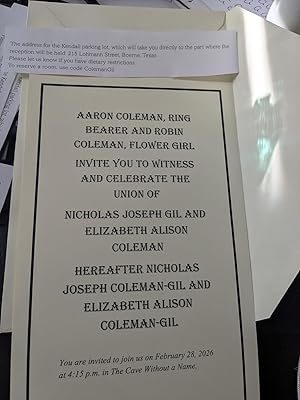 The address for the Kendall parking lot, which will take you directly to the part where the
reception will be held: 215 Lohmann Street, Boerne, Texas
Please let us know if you have dietary restrictions.
To reserve a room, use code ColemanGil
AARON COLEMAN, RING
BEARER AND ROBIN
COLEMAN, FLOWER GIRL
INVITE YOU TO WITNESS
AND CELEBRATE THE
UNION OF
NICHOLAS JOSEPH GIL AND
ELIZABETH ALISON
COLEMAN
HEREAFTER NICHOLAS
JOSEPH COLEMAN-GIL AND
ELIZABETH ALISON
COLEMAN-GIL
You are invited to join us on February 28, 2026
at 4:15 p.m. in The Cave Without a Name,